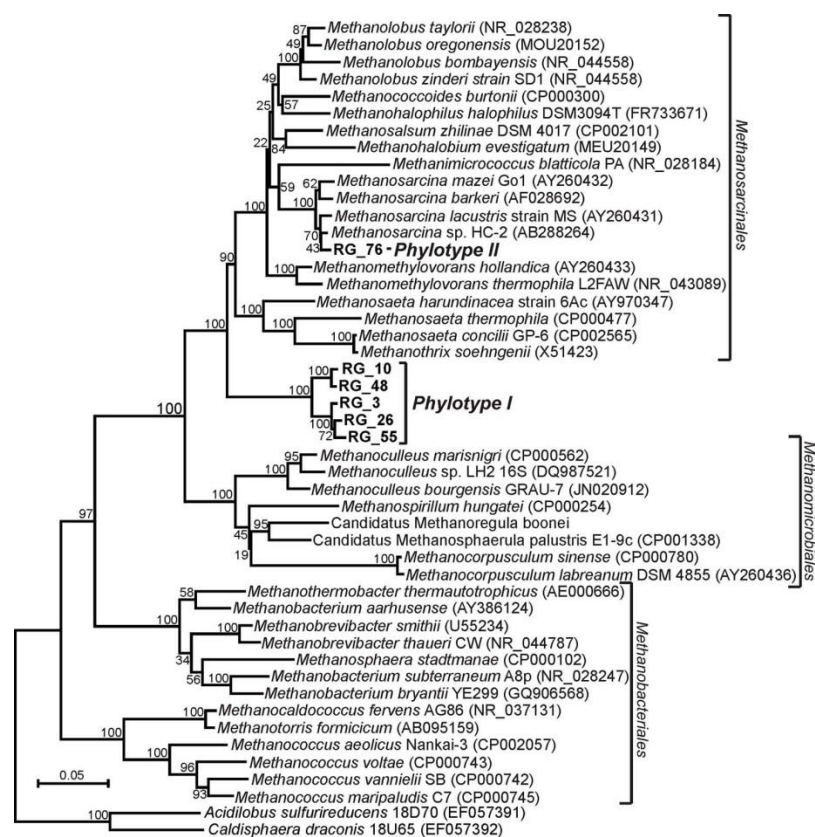 Methanolobus taylorii (NR_028238)
Methanolobus oregonensis (MOU20152)
Methanolobus bombayensis (NR_044558)
Methanolobus zinderi strain SD1 (NR_044558)
Methanococcoides burtonii (CP000300)
Methanohalophilus halophilus DSM3094T (FR733671)
Methanosalsum zhilinae DSM 4017 (CP002101)
Methanohalobium evestigatum (MEU20149)
Methanimicrococcus blatticola PA (NR_028184)
Methanosarcina mazei Go1 (AY260432)
Methanosarcina barkeri (AF028692)
Methanosarcina lacustris strain MS (AY260431)
Methanosarcina sp. HC-2 (AB288264)
RG_76 - Phylotype II
Methanomethylovorans hollandica (AY260433)
Methanomethylovorans thermophila L2FAW (NR_043089)
Methanosaeta harundinacea strain 6Ac (AY970347)
Methanosaeta thermophila (CP000477)
Methanosaeta concilii GP-6 (CP002565)
Methanothrix soehngenii (X51423)
Methanosarcinales
RG_10
RG_48
RG_3
RG_26
RG_55
Phylotype I
Methanoculleus marisnigri (CP000562)
Methanoculleus sp. LH2 16S (DQ987521)
Methanoculleus bourgensis GRAU-7 (JN020912)
Methanospirillum hungatei (CP000254)
Candidatus Methanoregula boonei
Candidatus Methanosphaerula palustris E1-9c (CP001338)
Methanocorpusculum sinense (CP000780)
Methanocorpusculum labreanum DSM 4855 (AY260436)
Methanomicrobiales
Methanothermobacter thermautotrophicus (AE000666)
Methanobacterium aarhusense (AY386124)
Methanobrevibacter smithii (U55234)
Methanobrevibacter thaueri CW (NR_044787)
Methanosphaera stadtmanae (CP000102)
Methanobacterium subterraneum A8p (NR_028247)
Methanobacterium bryantii YE299 (GQ906568)
Methanocaldococcus fervens AG86 (NR_037131)
Methanotorris formicicum (AB095159)
Methanococcus aeolicus Nankai-3 (CP002057)
Methanococcus voltae (CP000743)
Methanococcus vannielii SB (CP000742)
Methanococcus maripaludis C7 (CP000745)
Methanobacteriales
Acidilobus sulfurireducens 18D70 (EF057391)
Caldisphaera draconis 18U65 (EF057392)
87
49
100
49
57
25
22
84
59
62
100
70
43
100
100
90
100
100
100
100
100
100
100
72
100
95
100
100
95
45
19
100
97
58
100
100
34
56
100
100
100
100
96
93
100
0.05